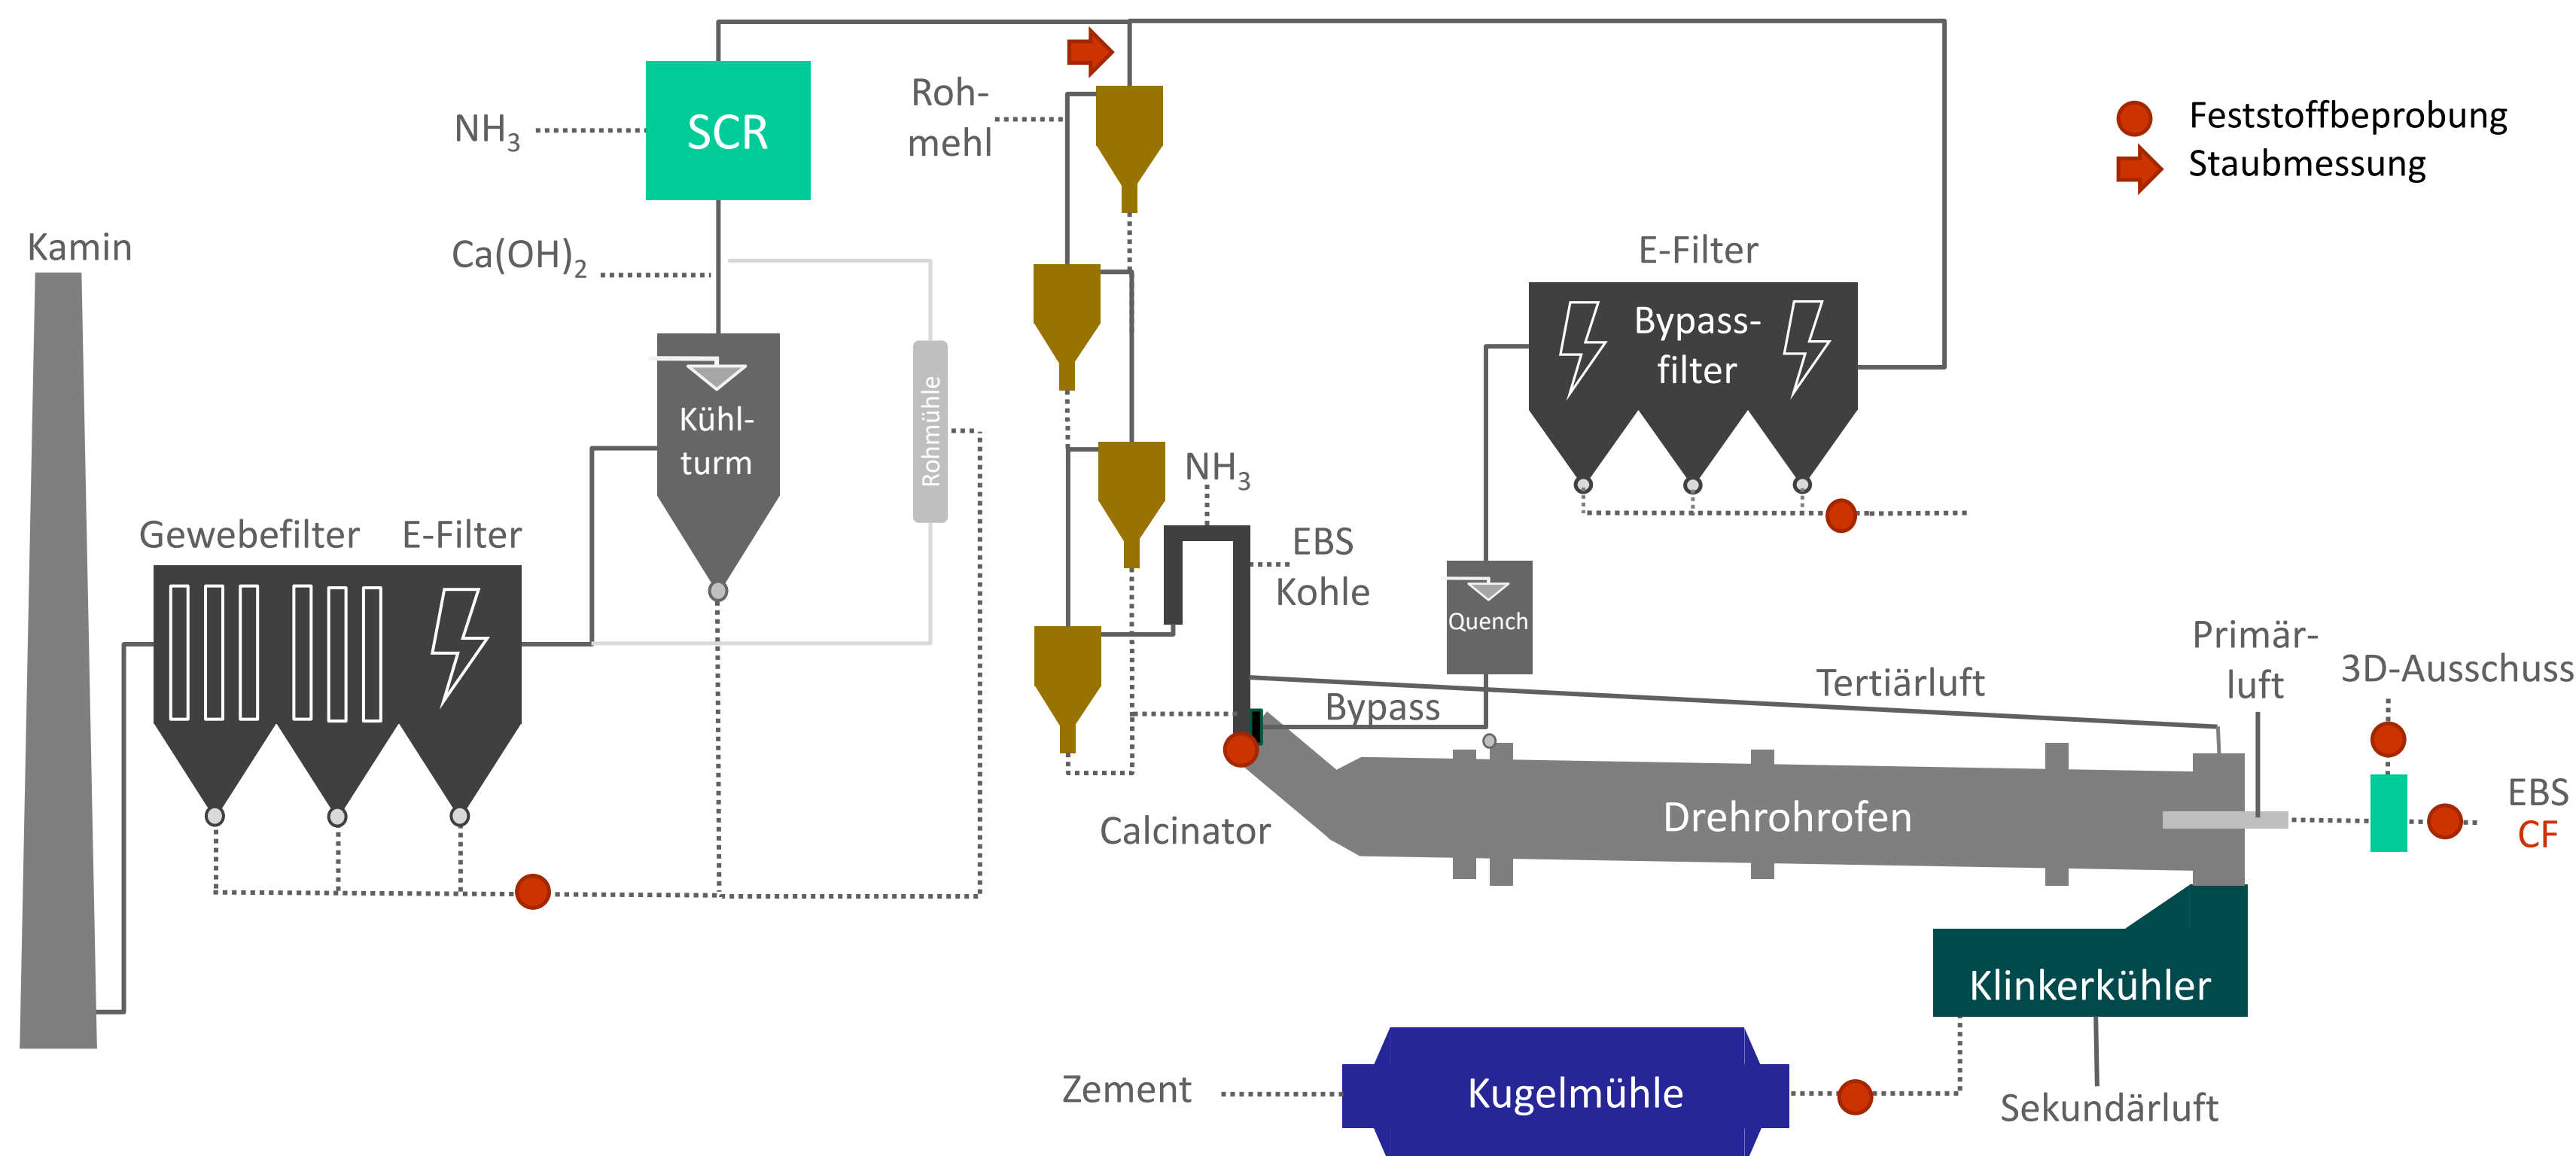 SCR
NH₃
Roh-
mehl
Feststoffbeprobung
Staubmessung
Kamin
Ca(OH)₂
E-Filter
Bypass-
filter
Kühl-
turm
Rohmühle
NH₃
EBS
Kohle
Gewebefilter
E-Filter
Quench
Primär-
luft
3D-Ausschuss
Tertiärluft
Bypass
EBS
CF
Drehrohrofen
Calcinator
Klinkerkühler
Zement
Kugelmühle
Sekundärluft